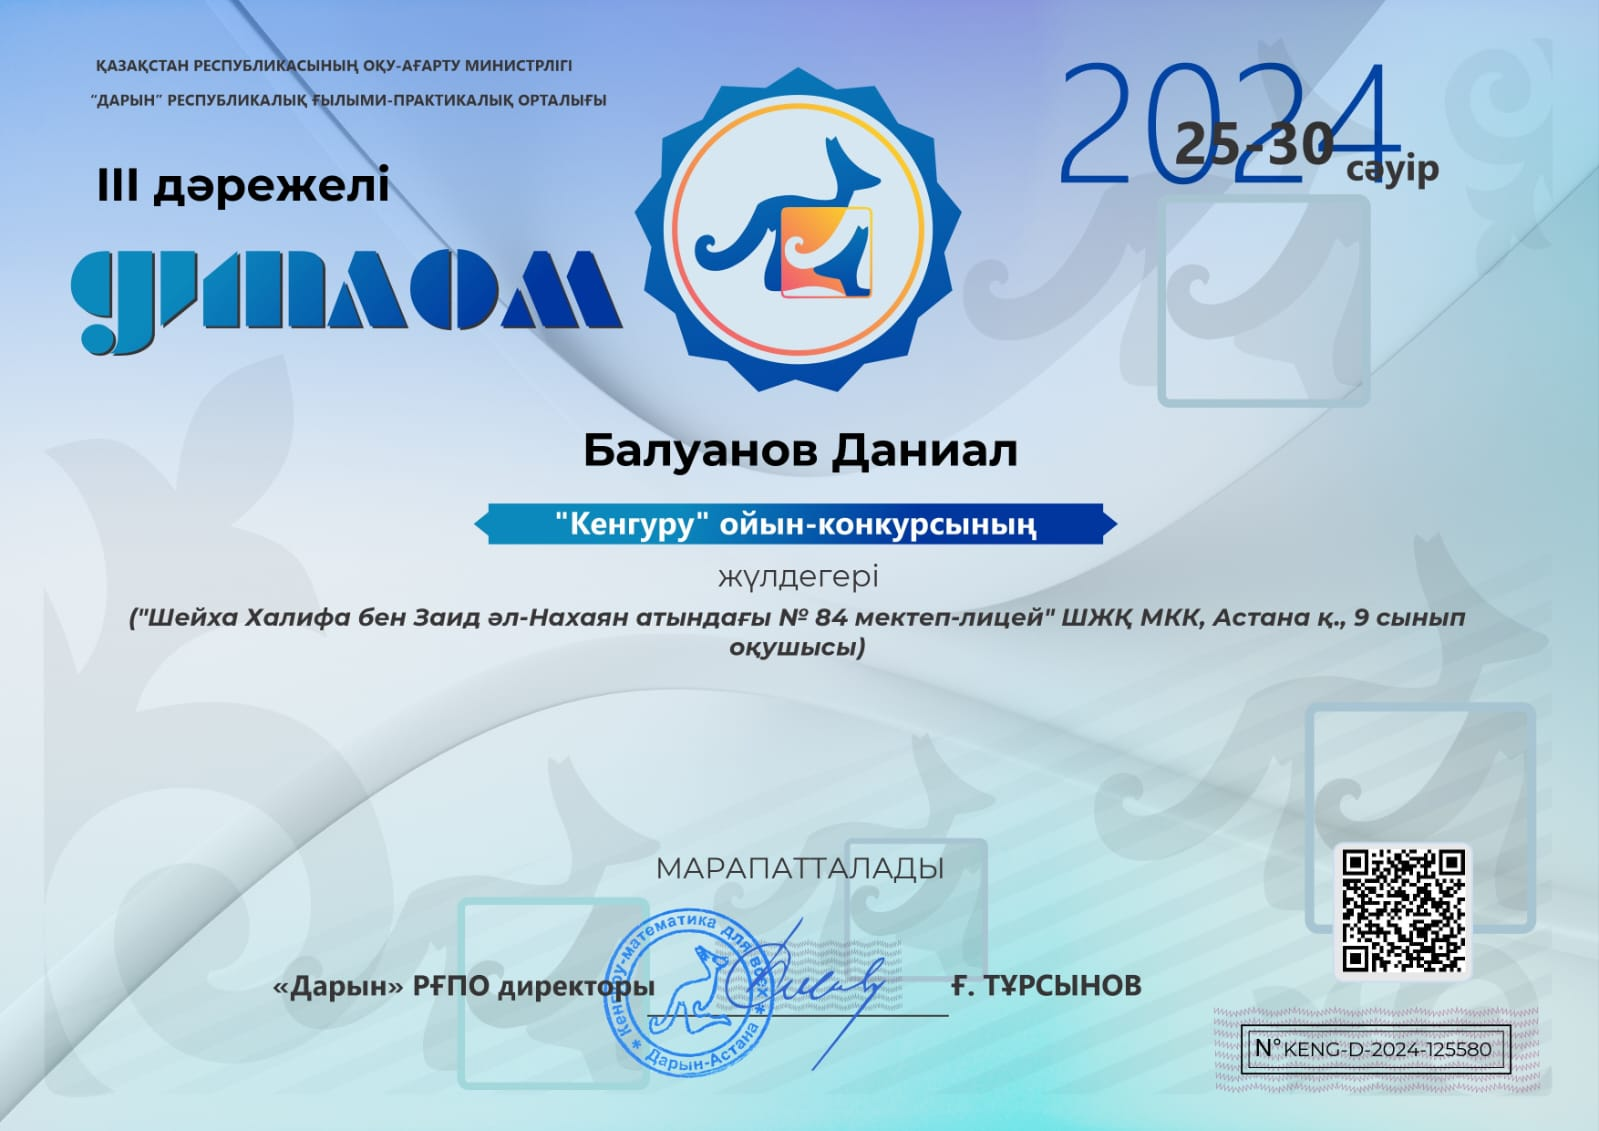 ҚАЗАҚСТАН РЕСПУБЛИКАСЫНЫҢ ОҚУ-АҒАРТУ МИНИСТРЛІГІ
“ДАРЫН” РЕСПУБЛИКАЛЫҚ ҒЫЛЫМИ-ПРАКТИКАЛЫҚ ОРТАЛЫҒЫ
2024
25-30 сәуір
III дәрежелі
ДИПЛОМ
Балуанов Даниал
"Кенгуру" ойын-конкурсының
жүлдегері
("Шейха Халифа бен Заид әл-Нахаян атындағы № 84 мектеп-лицей" ШЖҚ МКК, Астана қ., 9 сынып
оқушысы)
МАРАПАТТАЛАДЫ
«Дарын» РҒПО директоры
Ғ. ТҰРСЫНОВ
Кенгуру-математика для всех
Дарын-Астана
N° KENG-D-2024-125580